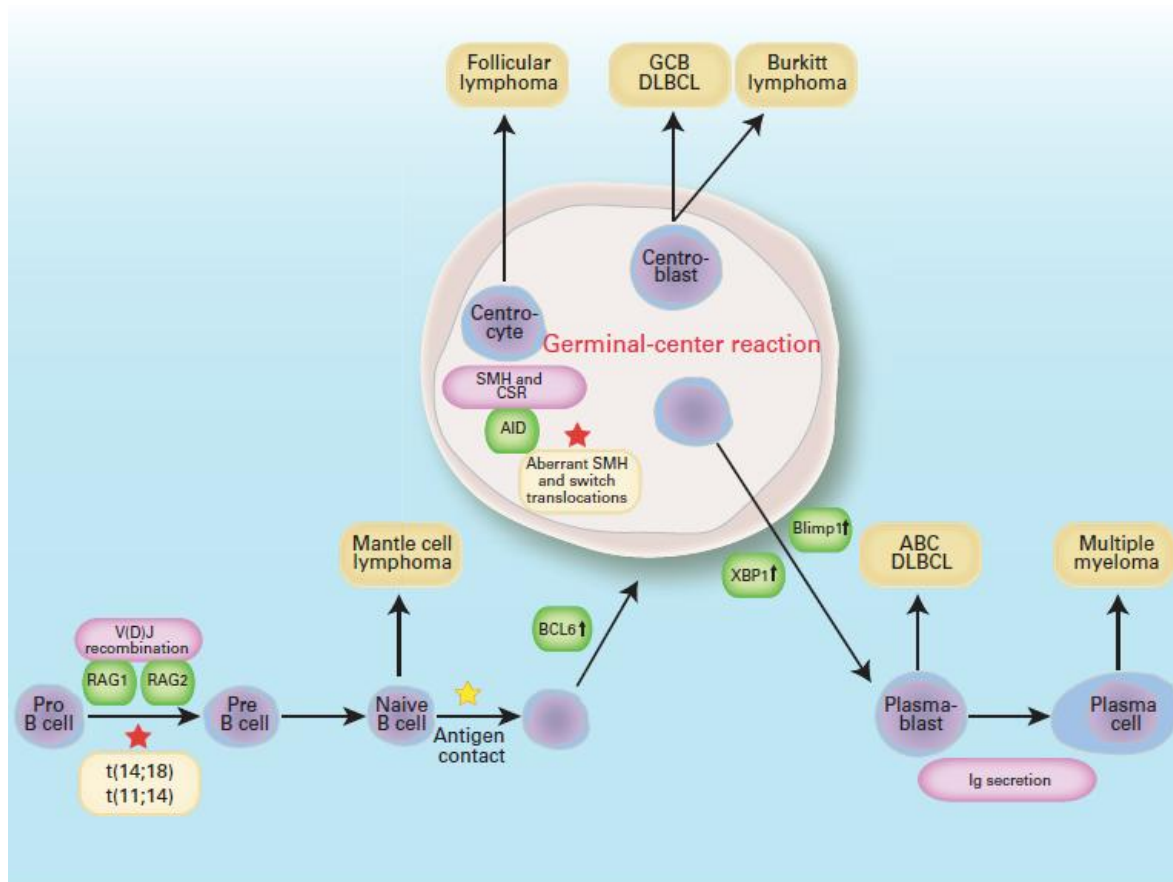 Follicular
lymphoma
GCB
DLBCL
Burkitt
lymphoma
Centro-
blast
Centro-
cyte
Germinal-center reaction
SMH and
CSR
AID
Aberrant SMH
and switch
translocations
Blimp1↑
XBP1↑
BCL6↑
Mantle cell
lymphoma
ABC
DLBCL
Multiple
myeloma
V(D)J
recombination
RAG1
RAG2
Pro
B cell
Pre
B cell
Naive
B cell
Antigen
contact
Plasma-
blast
Plasma
cell
Ig secretion
t(14;18)
t(11;14)